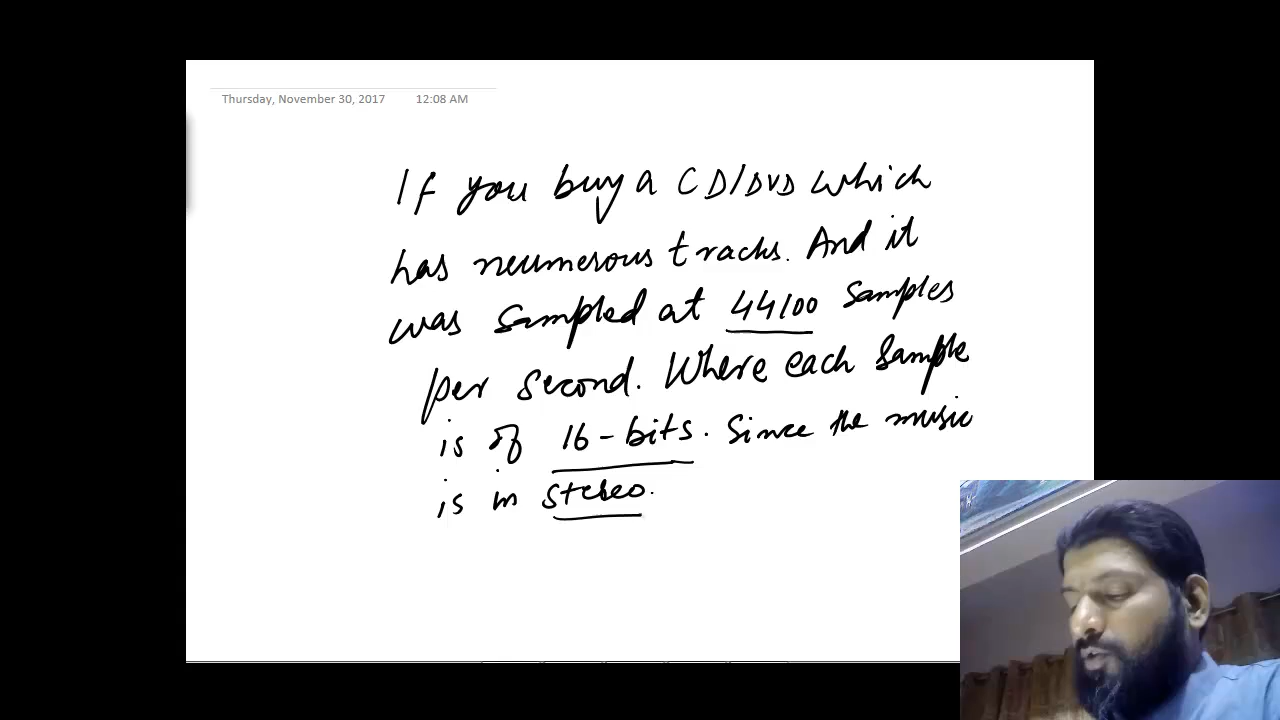 Thursday, November 30, 2017 12:08 AM
If you buy a CD/DVD which
has neumerous tracks. And it
was sampled at 44100 samples
per second. Where each sample
is of 16-bits. Since the music
is in stereo.